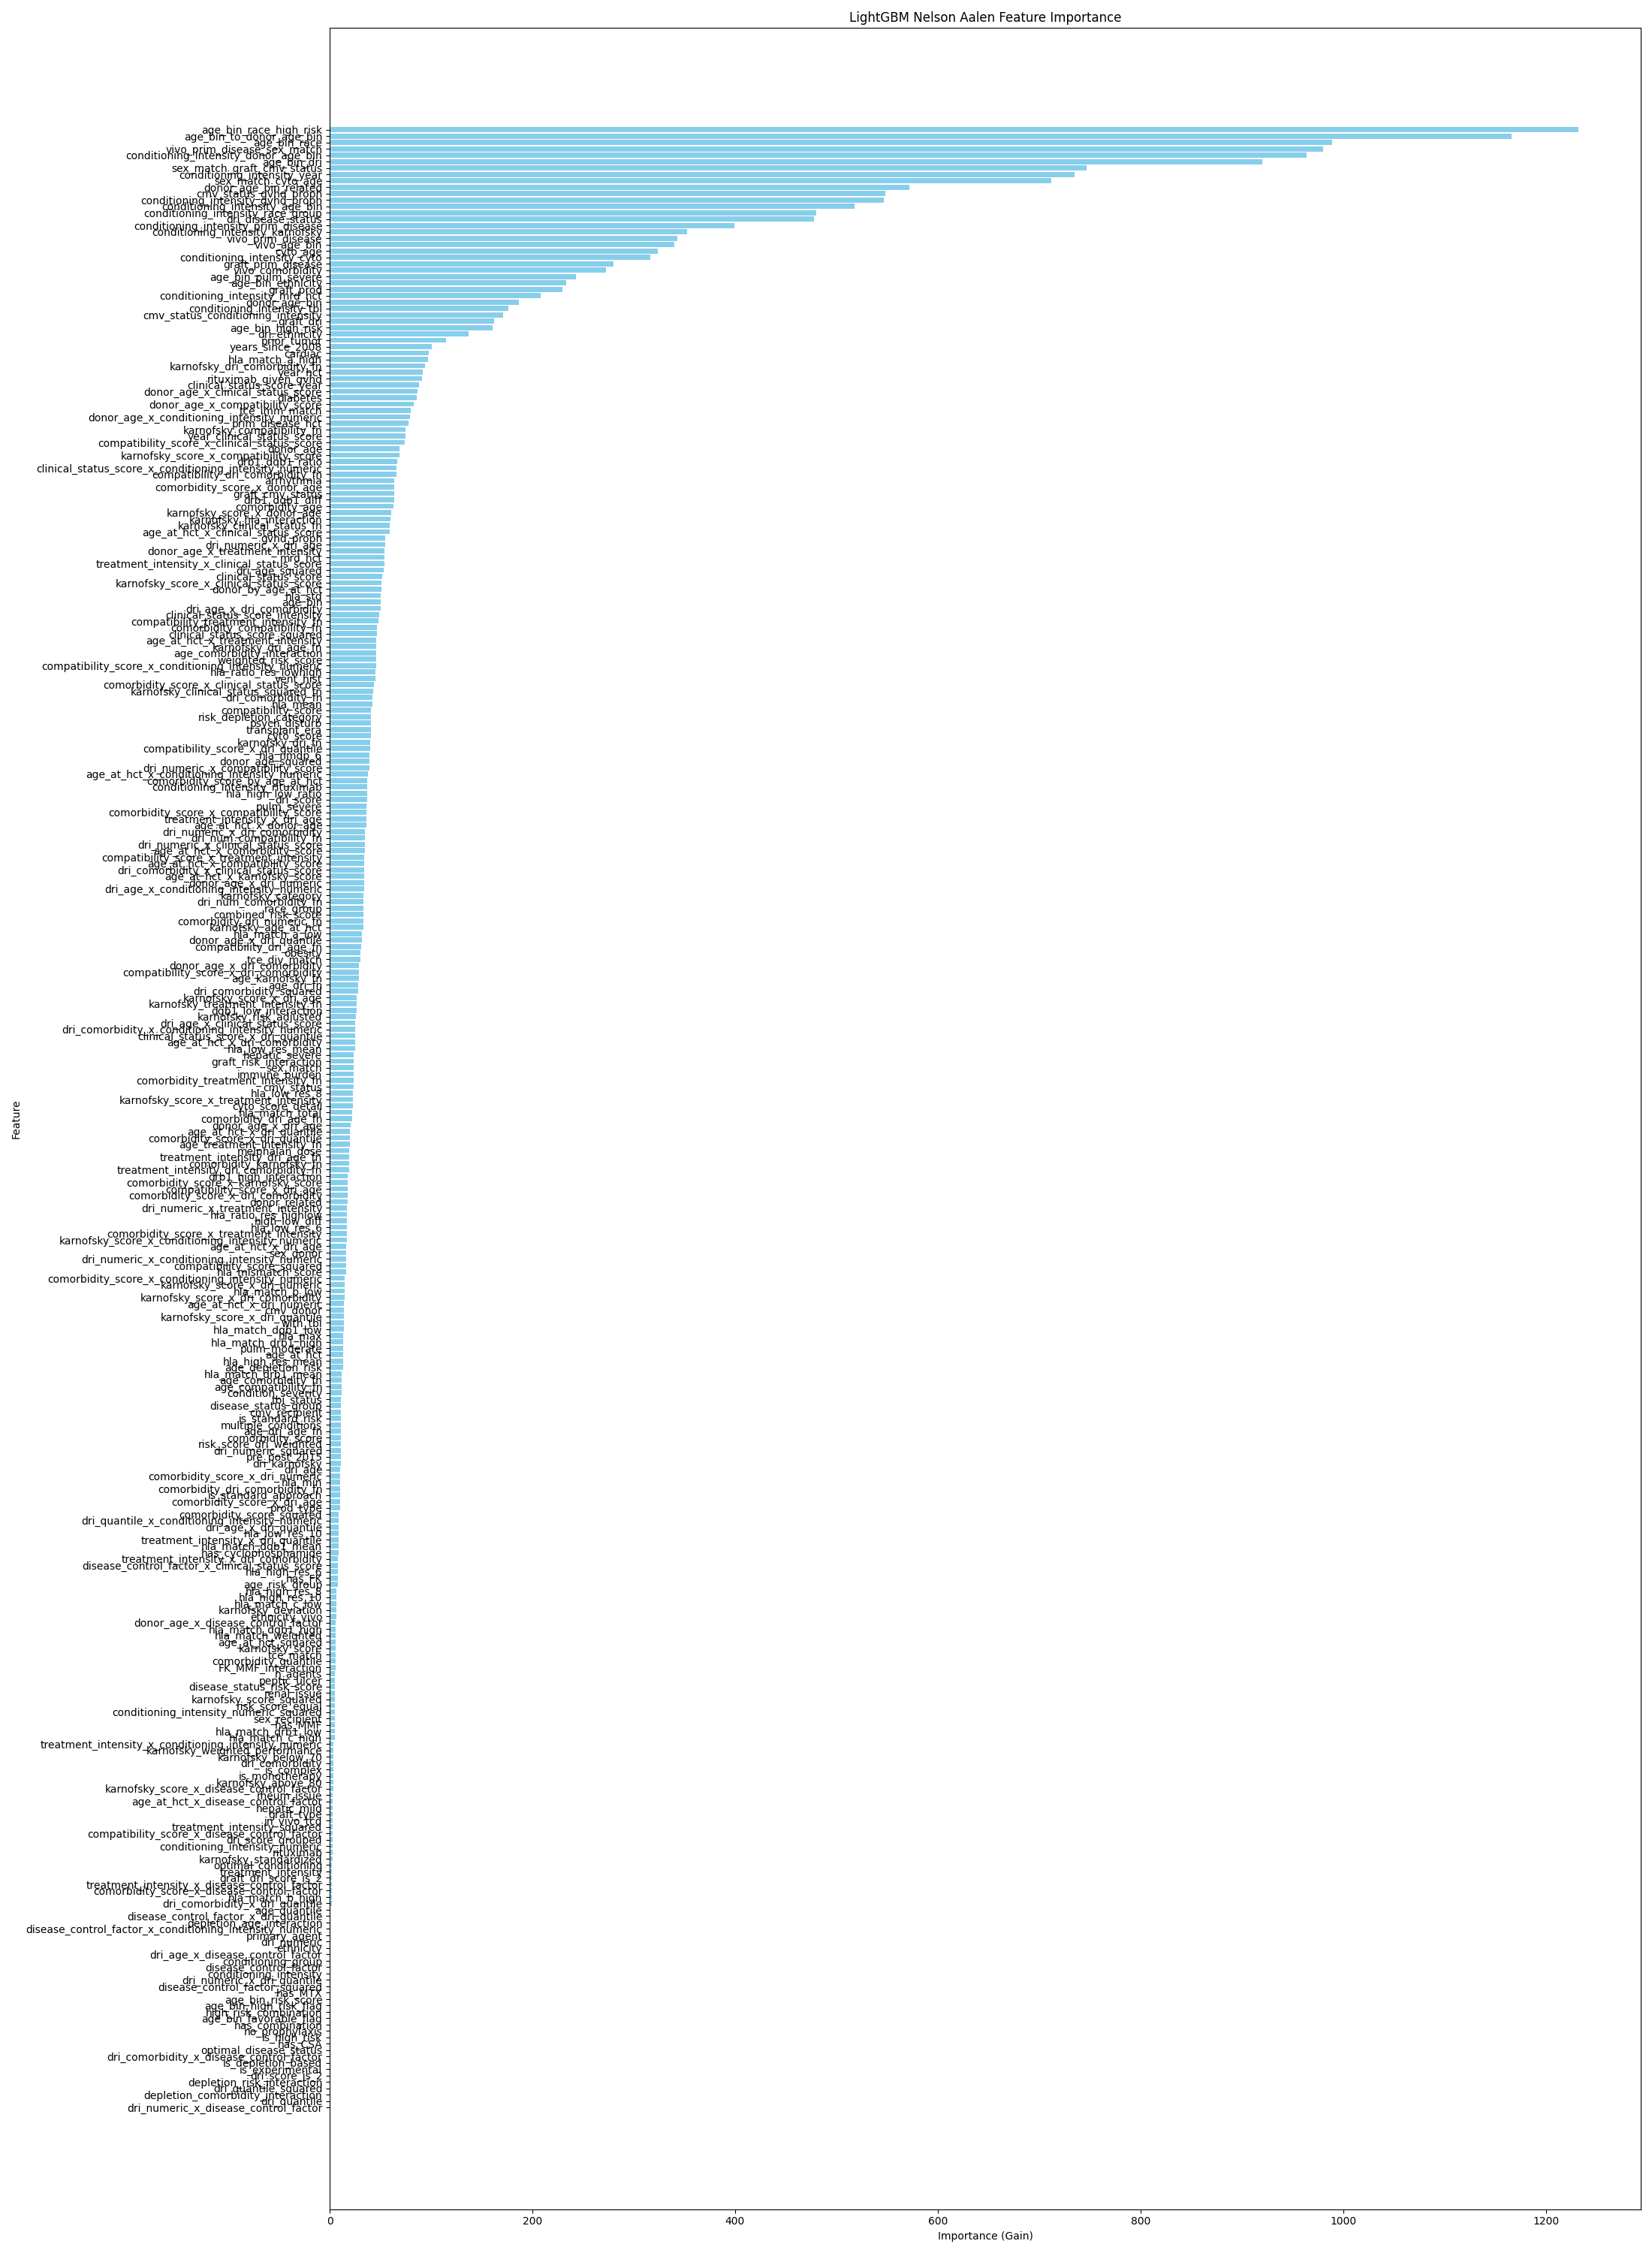 LightGBM Nelson Aalen Feature Importance
age_bin_race_high_risk
age_bin_to_donor_age_bin
age_bin_race
vivo_prim_disease_sex_match
conditioning_intensity_donor_age_bin
age_bin_dri
sex_match_graft_cmv_status
conditioning_intensity_year
sex_match_cyto_age
donor_age_bin_related
cmv_status_gvhd_proph
conditioning_intensity_gvhd_proph
conditioning_intensity_age_bin
conditioning_intensity_race_group
dri_disease_status
conditioning_intensity_prim_disease
conditioning_intensity_karnofsky
vivo_prim_disease
vivo_age_bin
cyto_age
conditioning_intensity_cyto
graft_prim_disease
vivo_comorbidity
age_bin_pulm_severe
age_bin_ethnicity
graft_prod
conditioning_intensity_mrd_hct
donor_age_bin
conditioning_intensity_tbi
cmv_status_conditioning_intensity
graft_dri
age_bin_high_risk
dri_ethnicity
prior_tumor
years_since_2008
cardiac
hla_match_a_high
karnofsky_dri_comorbidity_fn
year_hct
rituximab_given_gvhd
clinical_status_score_year
donor_age_x_clinical_status_score
diabetes
donor_age_x_compatibility_score
tce_imm_match
donor_age_x_conditioning_intensity_numeric
prim_disease_hct
karnofsky_compatibility_fn
year_clinical_status_score
compatibility_score_x_clinical_status_score
donor_age
karnofsky_score_x_compatibility_score
drb1_dqb1_ratio
clinical_status_score_x_conditioning_intensity_numeric
compatibility_dri_comorbidity_fn
arrhythmia
comorbidity_score_x_donor_age
graft_cmv_status
drb1_dqb1_diff
comorbidity_age
karnofsky_score_x_donor_age
karnofsky_hla_interaction
karnofsky_clinical_status_fn
age_at_hct_x_clinical_status_score
gvhd_proph
dri_numeric_x_dri_age
donor_age_x_treatment_intensity
mrd_hct
treatment_intensity_x_clinical_status_score
dri_age_squared
clinical_status_score
karnofsky_score_x_clinical_status_score
donor_by_age_at_hct
hla_std
age_bin
dri_age_x_dri_comorbidity
clinical_status_score_intensity
compatibility_treatment_intensity_fn
comorbidity_compatibility_fn
clinical_status_score_squared
age_at_hct_x_treatment_intensity
karnofsky_dri_age_fn
age_comorbidity_interaction
weighted_risk_score
compatibility_score_x_conditioning_intensity_numeric
hla_ratio_res_lowhigh
vent_hist
comorbidity_score_x_clinical_status_score
karnofsky_clinical_status_squared_fn
dri_comorbidity_fn
hla_mean
compatibility_score
risk_depletion_category
psych_disturb
transplant_era
cyto_score
karnofsky_dri_fn
compatibility_score_x_dri_quantile
hla_nmdp_6
donor_age_squared
dri_numeric_x_compatibility_score
age_at_hct_x_conditioning_intensity_numeric
comorbidity_score_by_age_at_hct
conditioning_intensity_rituximab
hla_high_low_ratio
dri_score
pulm_severe
comorbidity_score_x_compatibility_score
treatment_intensity_x_dri_age
age_at_hct_x_donor_age
dri_numeric_x_dri_comorbidity
dri_num_compatibility_fn
dri_numeric_x_clinical_status_score
age_at_hct_x_comorbidity_score
compatibility_score_x_treatment_intensity
age_at_hct_x_compatibility_score
dri_comorbidity_x_clinical_status_score
age_at_hct_x_karnofsky_score
donor_age_x_dri_numeric
dri_age_x_conditioning_intensity_numeric
karnofsky_category
dri_num_comorbidity_fn
race_group
combined_risk_score
comorbidity_dri_numeric_fn
karnofsky_age_at_hct
hla_match_a_low
donor_age_x_dri_quantile
compatibility_dri_age_fn
obesity
tce_div_match
donor_age_x_dri_comorbidity
compatibility_score_x_dri_comorbidity
age_karnofsky_fn
age_dri_fn
dri_comorbidity_squared
karnofsky_score_x_dri_age
karnofsky_treatment_intensity_fn
dqb1_low_interaction
karnofsky_risk_adjusted
dri_age_x_clinical_status_score
dri_comorbidity_x_conditioning_intensity_numeric
clinical_status_score_x_dri_quantile
age_at_hct_x_dri_comorbidity
hla_low_res_mean
hepatic_severe
graft_risk_interaction
sex_match
immune_burden
comorbidity_treatment_intensity_fn
cmv_status
hla_low_res_8
karnofsky_score_x_treatment_intensity
cyto_score_detail
hla_match_total
comorbidity_dri_age_fn
donor_age_x_dri_age
age_at_hct_x_dri_quantile
comorbidity_score_x_dri_quantile
age_treatment_intensity_fn
melphalan_dose
treatment_intensity_dri_age_fn
comorbidity_karnofsky_fn
treatment_intensity_dri_comorbidity_fn
drb1_high_interaction
comorbidity_score_x_karnofsky_score
compatibility_score_x_dri_age
comorbidity_score_x_dri_comorbidity
donor_related
dri_numeric_x_treatment_intensity
hla_ratio_res_highlow
high_low_diff
hla_low_res_6
comorbidity_score_x_treatment_intensity
karnofsky_score_x_conditioning_intensity_numeric
age_at_hct_x_dri_age
sex_donor
dri_numeric_x_conditioning_intensity_numeric
compatibility_score_squared
hla_mismatch_score
comorbidity_score_x_conditioning_intensity_numeric
karnofsky_score_x_dri_numeric
hla_match_b_low
karnofsky_score_x_dri_comorbidity
age_at_hct_x_dri_numeric
cmv_donor
karnofsky_score_x_dri_quantile
with_tbi
hla_match_dqb1_low
hla_max
hla_match_drb1_high
pulm_moderate
age_at_hct
hla_high_res_mean
age_depletion_risk
hla_match_drb1_mean
age_comorbidity_fn
age_compatibility_fn
condition_severity
tbi_status
disease_status_group
cmv_recipient
is_standard_risk
multiple_conditions
age_dri_age_fn
comorbidity_score
risk_score_dri_weighted
dri_numeric_squared
pre_post_2015
dri_karnofsky
dri_age
comorbidity_score_x_dri_numeric
hla_min
comorbidity_dri_comorbidity_fn
is_standard_approach
comorbidity_score_x_dri_age
prod_type
comorbidity_score_squared
dri_quantile_x_conditioning_intensity_numeric
dri_age_x_dri_quantile
hla_low_res_10
treatment_intensity_x_dri_quantile
hla_match_dqb1_mean
has_cyclophosphamide
treatment_intensity_x_dri_comorbidity
disease_control_factor_x_clinical_status_score
hla_high_res_6
has_FK
age_risk_group
hla_high_res_8
hla_high_res_10
hla_match_c_low
karnofsky_deviation
ethnicity_vivo
donor_age_x_disease_control_factor
hla_match_dqb1_high
hla_match_weighted
age_at_hct_squared
karnofsky_score
tce_match
comorbidity_quantile
FK_MMF_interaction
n_agents
peptic_ulcer
disease_status_risk_score
renal_issue
karnofsky_score_squared
risk_score_equal
conditioning_intensity_numeric_squared
sex_recipient
has_MMF
hla_match_drb1_low
hla_match_c_high
treatment_intensity_x_conditioning_intensity_numeric
karnofsky_weighted_performance
karnofsky_below_70
dri_comorbidity
is_complex
is_monotherapy
karnofsky_above_80
karnofsky_score_x_disease_control_factor
rheum_issue
age_at_hct_x_disease_control_factor
hepatic_mild
graft_type
in_vivo_tcd
treatment_intensity_squared
compatibility_score_x_disease_control_factor
dri_score_grouped
conditioning_intensity_numeric
rituximab
karnofsky_standardized
optimal_conditioning
treatment_intensity
graft_dri_score_is_2
treatment_intensity_x_disease_control_factor
comorbidity_score_x_disease_control_factor
hla_match_b_high
dri_comorbidity_x_dri_quantile
age_quantile
disease_control_factor_x_dri_quantile
depletion_age_interaction
disease_control_factor_x_conditioning_intensity_numeric
primary_agent
dri_numeric
ethnicity
dri_age_x_disease_control_factor
conditioning_group
disease_control_factor
conditioning_intensity
dri_numeric_x_dri_quantile
disease_control_factor_squared
has_MTX
age_bin_risk_score
age_bin_high_risk_flag
high_risk_combination
age_bin_favorable_flag
has_combination
no_prophylaxis
is_high_risk
has_CSA
optimal_disease_status
dri_comorbidity_x_disease_control_factor
is_depletion_based
is_experimental
dri_score_is_2
depletion_risk_interaction
dri_quantile_squared
depletion_comorbidity_interaction
dri_quantile
dri_numeric_x_disease_control_factor
Feature
0 200 400 600 800 1000 1200
Importance (Gain)